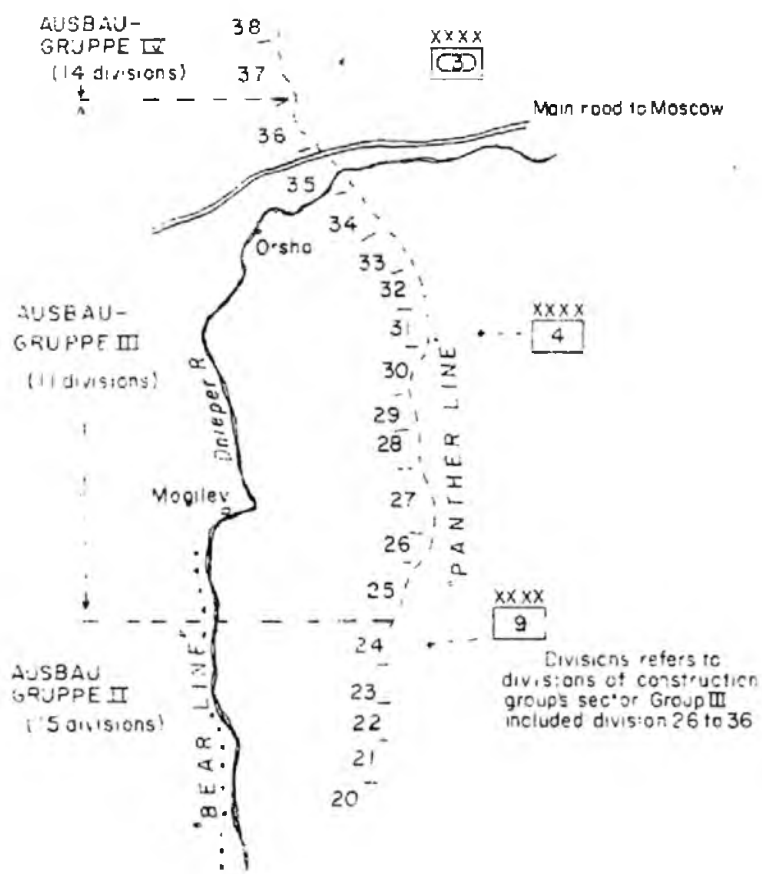 AUSBAU-
GRUPPE IV
(14 divisions)
38
37
XXXX
3
Main road to Moscow
36
35
34
Orsha
33
32
AUSBAU-
GRUPPE III
(11 divisions)
31
XXXX
4
30
Dnieper R.
29
28
"PANTHER LINE
Mogilev
27
26
25
XXXX
9
24
Divisions refers to
divisions of construction
group's sector Group III
included division 26 to 36
AUSBAU
GRUPPE II
(15 divisions)
"BEAR LINE"
23
22
21
20